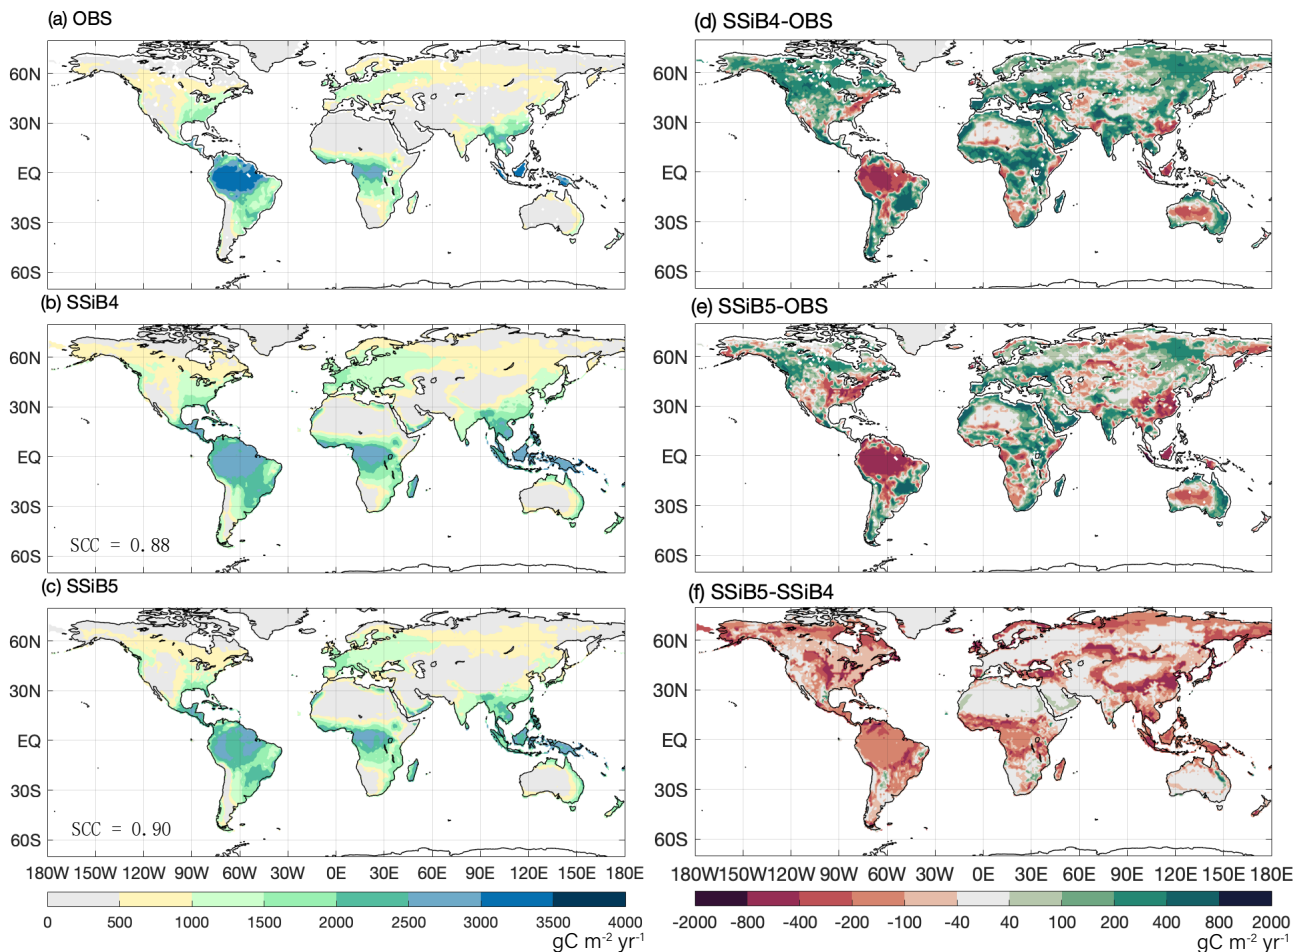 (a) OBS
60N
30N
EQ
30S
60S
(b) SSiB4
60N
30N
EQ
30S
60S
SCC = 0.88
(c) SSiB5
60N
30N
EQ
30S
60S
SCC = 0.90
180W 150W 120W 90W 60W 30W 0E 30E 60E 90E 120E 150E 180E
0 500 1000 1500 2000 2500 3000 3500 4000
gC m⁻² yr⁻¹
(d) SSiB4-OBS
60N
30N
EQ
30S
60S
(e) SSiB5-OBS
60N
30N
EQ
30S
60S
(f) SSiB5-SSiB4
60N
30N
EQ
30S
60S
180W 150W 120W 90W 60W 30W 0E 30E 60E 90E 120E 150E 180E
-2000 -800 -400 -200 -100 -40 40 100 200 400 800 2000
gC m⁻² yr⁻¹